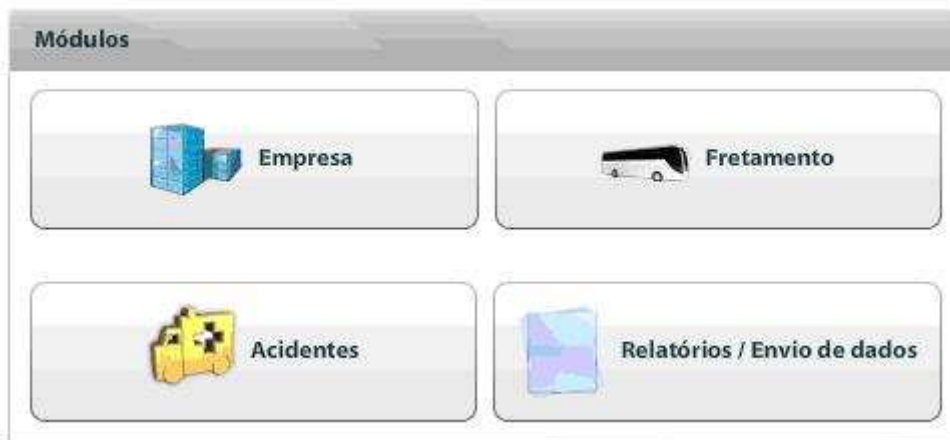 Módulos
Empresa
Fretamento
Acidentes
Relatórios / Envio de dados